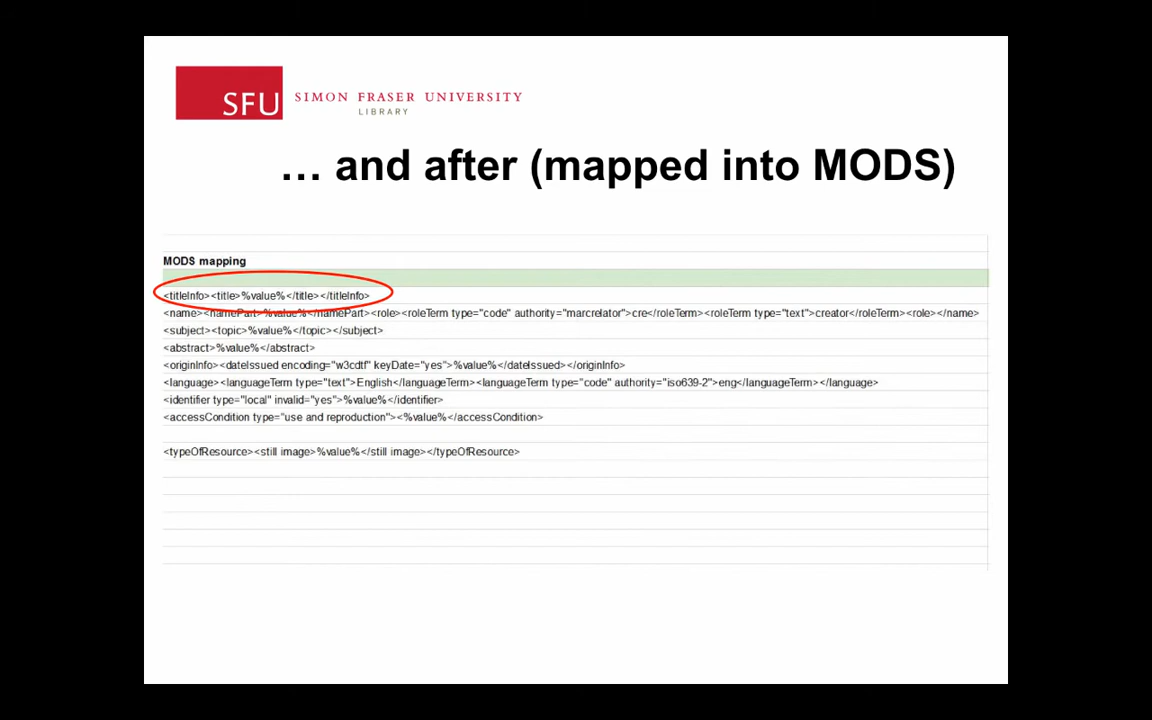 SFU SIMON FRASER UNIVERSITY
LIBRARY
… and after (mapped into MODS)
MODS mapping
<titleInfo><title>%value%</title></titleInfo>
<name><namePart>%value%</namePart><role><roleTerm type="code" authority="marcrelator">cre</roleTerm><roleTerm type="text">creator</roleTerm><role></name>
<subject><topic>%value%</topic></subject>
<abstract>%value%</abstract>
<originInfo><dateIssued encoding="w3cdtf" keyDate="yes">%value%</dateIssued></originInfo>
<language><languageTerm type="text">English</languageTerm><languageTerm type="code" authority="iso639-2">eng</languageTerm></language>
<identifier type="local" invalid="yes">%value%</identifier>
<accessCondition type="use and reproduction"><%value%</accessCondition>
<typeOfResource><still image>%value%</still image></typeOfResource>